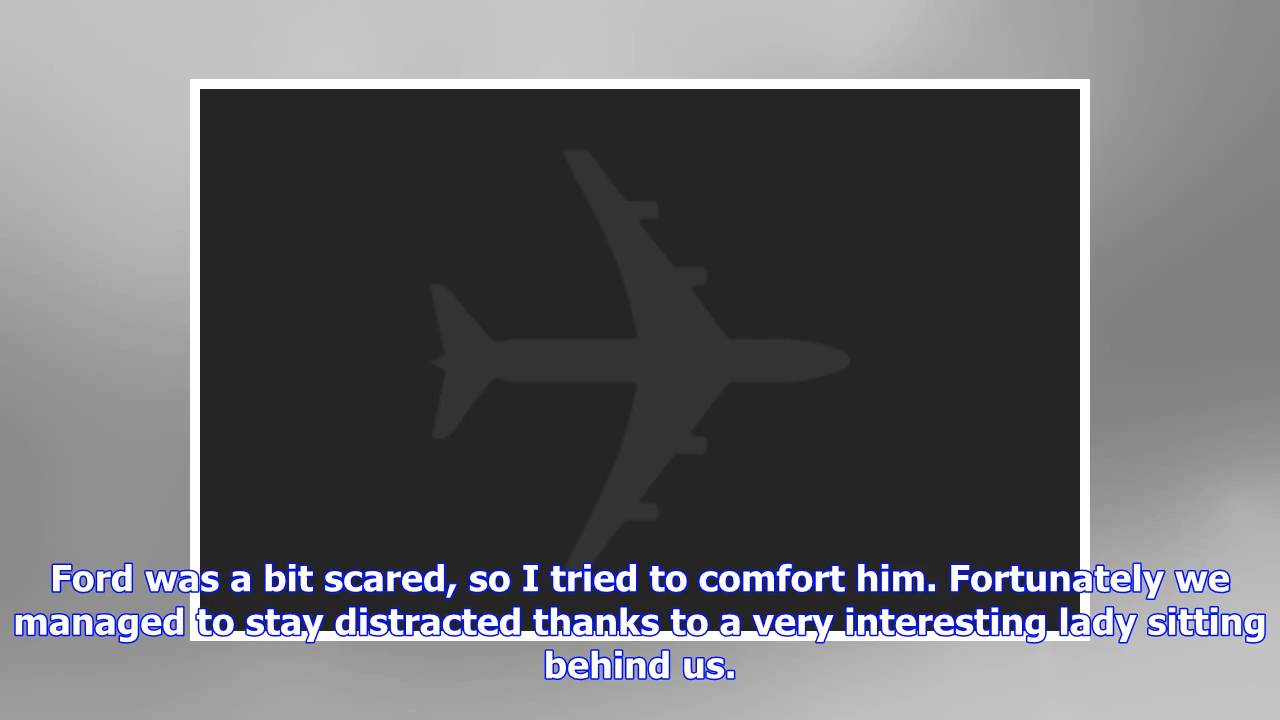 Ford was a bit scared, so I tried to comfort him. Fortunately we
managed to stay distracted thanks to a very interesting lady sitting
behind us.